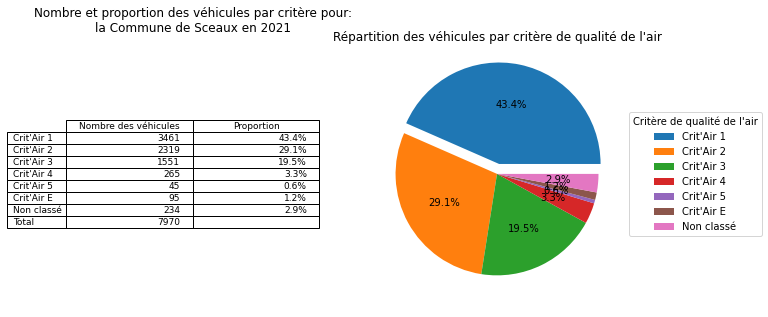 Nombre et proportion des véhicules par critère pour:
la Commune de Sceaux en 2021
Nombre des véhicules Proportion
Crit'Air 1 3461 43.4%
Crit'Air 2 2319 29.1%
Crit'Air 3 1551 19.5%
Crit'Air 4 265 3.3%
Crit'Air 5 45 0.6%
Crit'Air E 95 1.2%
Non classé 234 2.9%
Total 7970
Répartition des véhicules par critère de qualité de l'air
43.4%
29.1%
19.5%
3.3%
2.9%
Critère de qualité de l'air
Crit'Air 1
Crit'Air 2
Crit'Air 3
Crit'Air 4
Crit'Air 5
Crit'Air E
Non classé